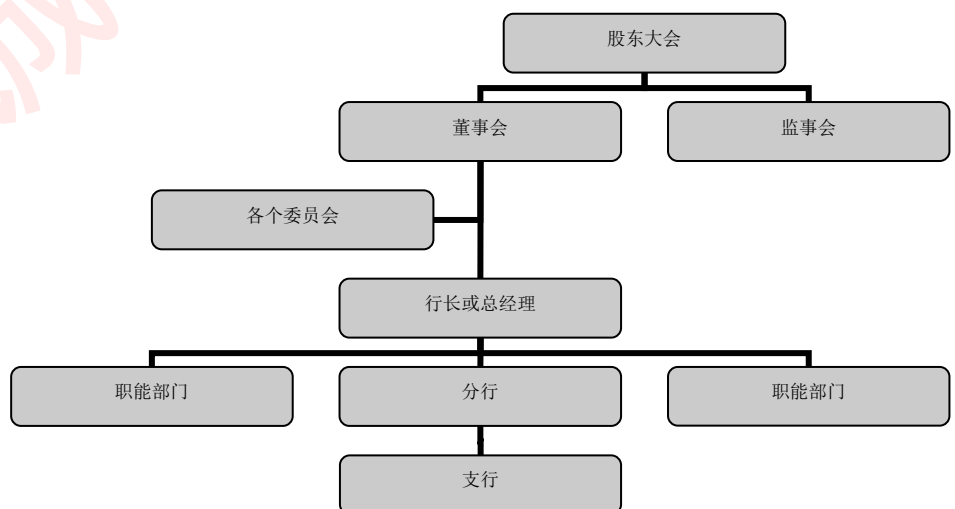 股东大会
董事会
监事会
各个委员会
行长或总经理
职能部门
分行
职能部门
支行